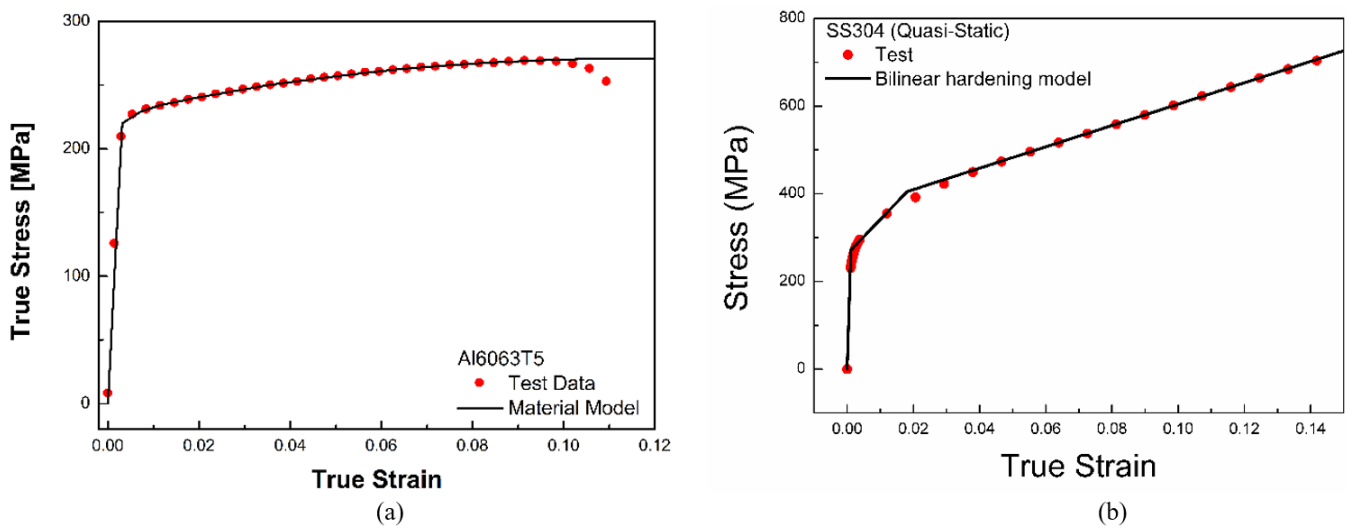 300
200
100
0
True Stress [MPa]
Al6063T5
Test Data
Material Model
0.00 0.02 0.04 0.06 0.08 0.10 0.12
True Strain
(a)
800
600
400
200
0
Stress (MPa)
SS304 (Quasi-Static)
Test
Bilinear hardening model
0.00 0.02 0.04 0.06 0.08 0.10 0.12 0.14
True Strain
(b)